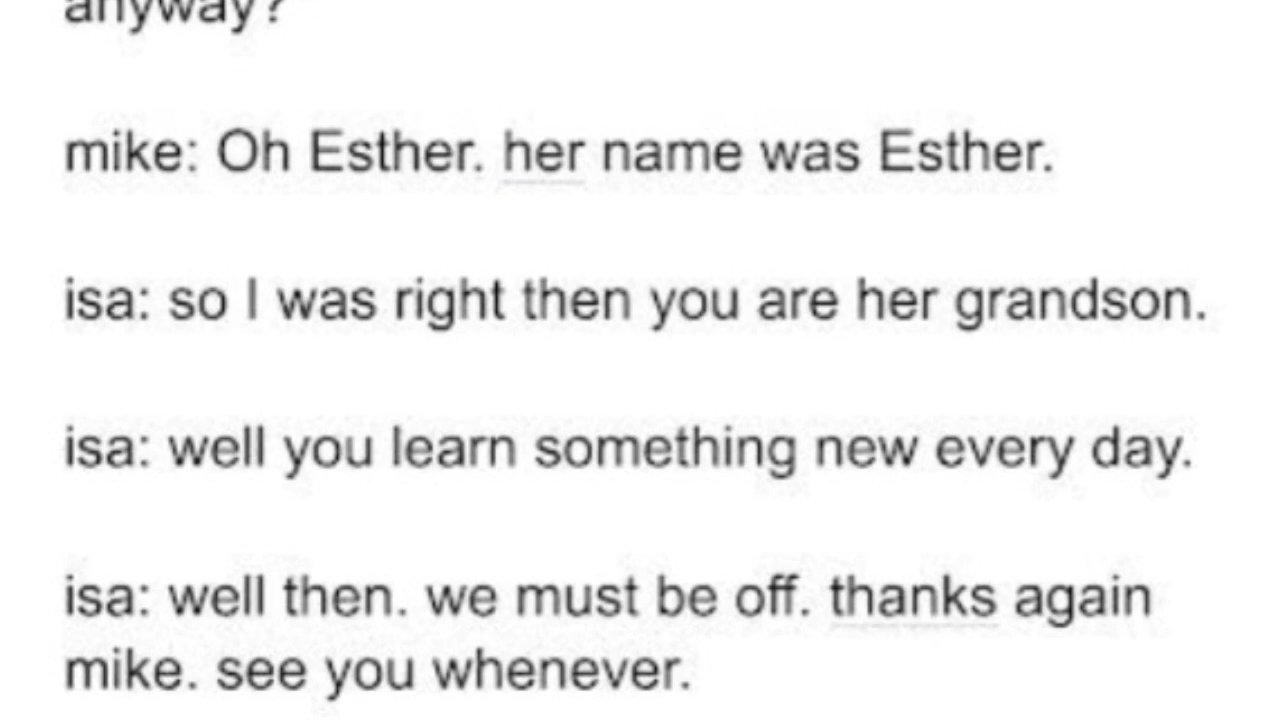 anyway?
mike: Oh Esther. her name was Esther.
isa: so I was right then you are her grandson.
isa: well you learn something new every day.
isa: well then. we must be off. thanks again
mike. see you whenever.